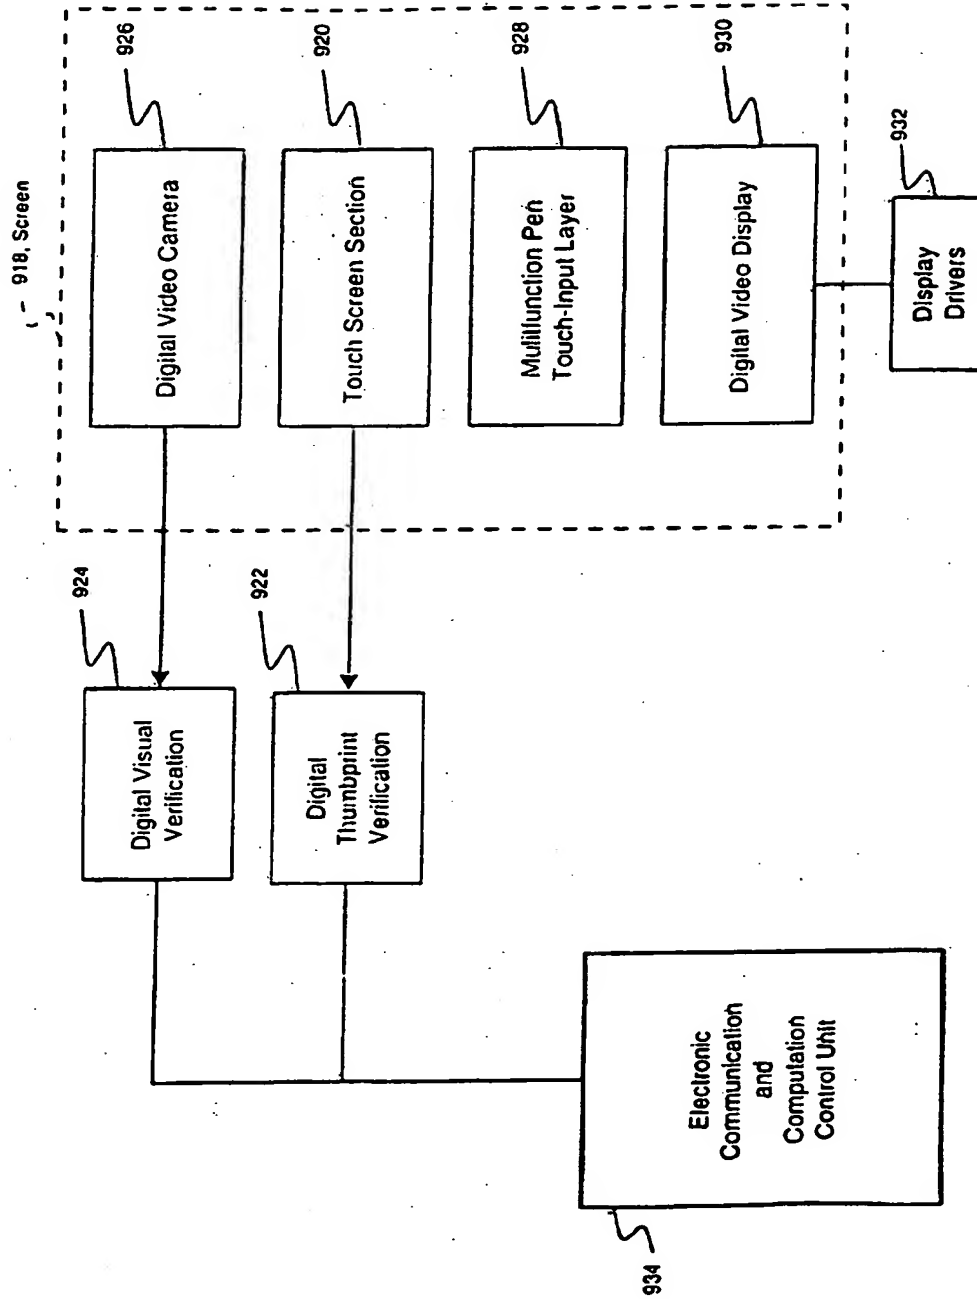 918, Screen
926
Digital Video Camera
920
Touch Screen Section
928
Multifunction Pen
Touch-Input Layer
930
Digital Video Display
932
Display
Drivers
924
Digital Visual
Verification
922
Digital
Thumbprint
Verification
Electronic
Communication
and
Computation
Control Unit
934